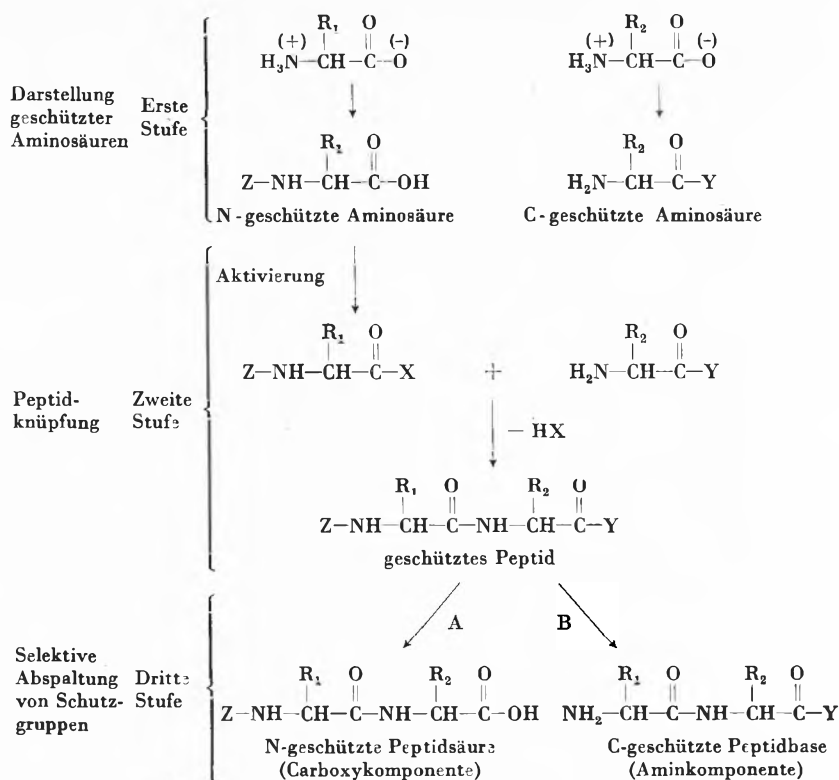 R₁ O R₂ O
(+) (-) (+) (-)
H₃N–CH–C–O H₃N–CH–C–O
Darstellung
geschützter
Aminosäuren
Erste
Stufe
R₁ O R₂ O
Z–NH–CH–C–OH H₂N–CH–C–Y
N-geschützte Aminosäure C-geschützte Aminosäure
Aktivierung
R₁ O R₂ O
Z–NH–CH–C–X + H₂N–CH–C–Y
Peptid-
knüpfung
Zweite
Stufe
– HX
R₁ O R₂ O
Z–NH–CH–C–NH–CH–C–Y
geschütztes Peptid
A B
Selektive
Abspaltung
von Schutz-
gruppen
Dritte
Stufe
R₁ O R₂ O R₁ O R₂ O
Z–NH–CH–C–NH–CH–C–OH NH₂–CH–C–NH–CH–C–Y
N-geschützte Peptidsäure C-geschützte Peptidbase
(Carboxykomponente) (Aminkomponente)